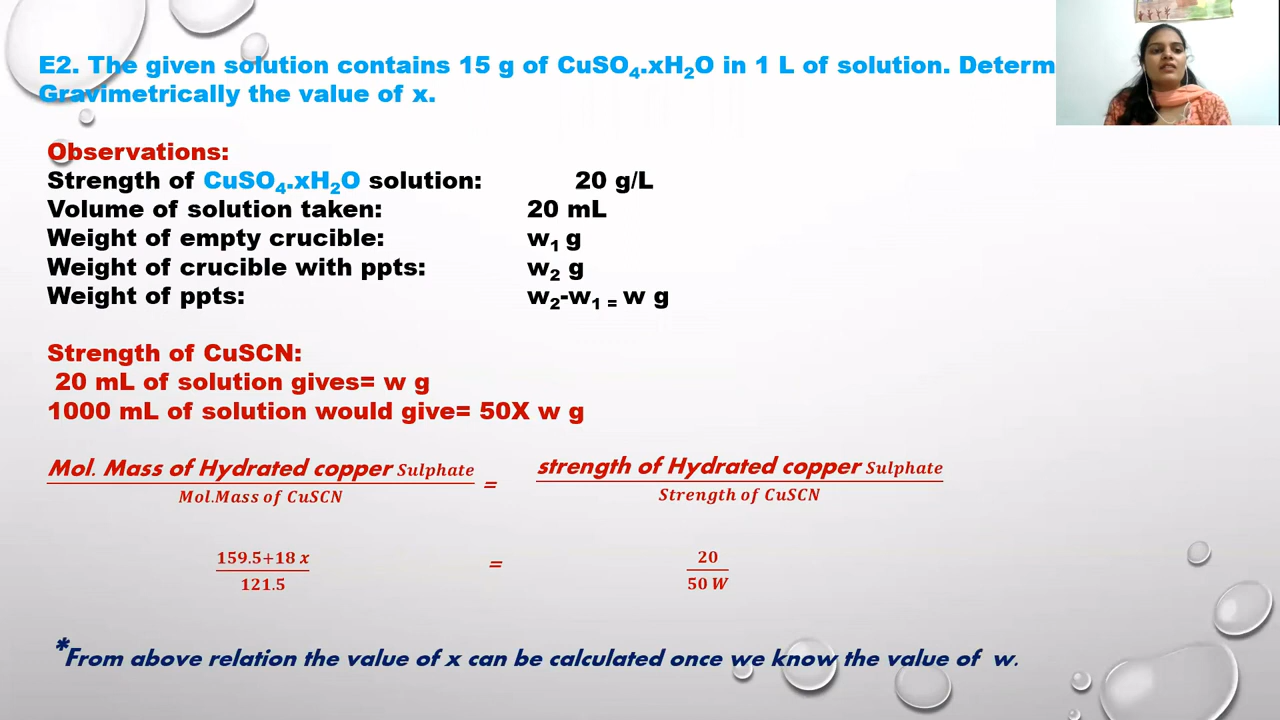 E2. The given solution contains 15 g of CuSO₄.xH₂O in 1 L of solution. Determ
Gravimetrically the value of x.
Observations:
Strength of CuSO₄.xH₂O solution: 20 g/L
Volume of solution taken: 20 mL
Weight of empty crucible: w₁ g
Weight of crucible with ppts: w₂ g
Weight of ppts: w₂-w₁ = w g
Strength of CuSCN:
20 mL of solution gives= w g
1000 mL of solution would give= 50X w g
Mol. Mass of Hydrated copper Sulphate / Mol.Mass of CuSCN = strength of Hydrated copper Sulphate / Strength of CuSCN
159.5+18 x / 121.5 = 20 / 50 W
*From above relation the value of x can be calculated once we know the value of w.